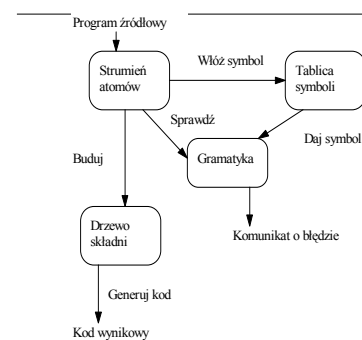 Program źródłowy
Strumień
atomów
Włóż symbol
Tablica
symboli
Sprawdź
Daj symbol
Buduj
Gramatyka
Drzewo
składni
Komunikat o błędzie
Generuj kod
Kod wynikowy